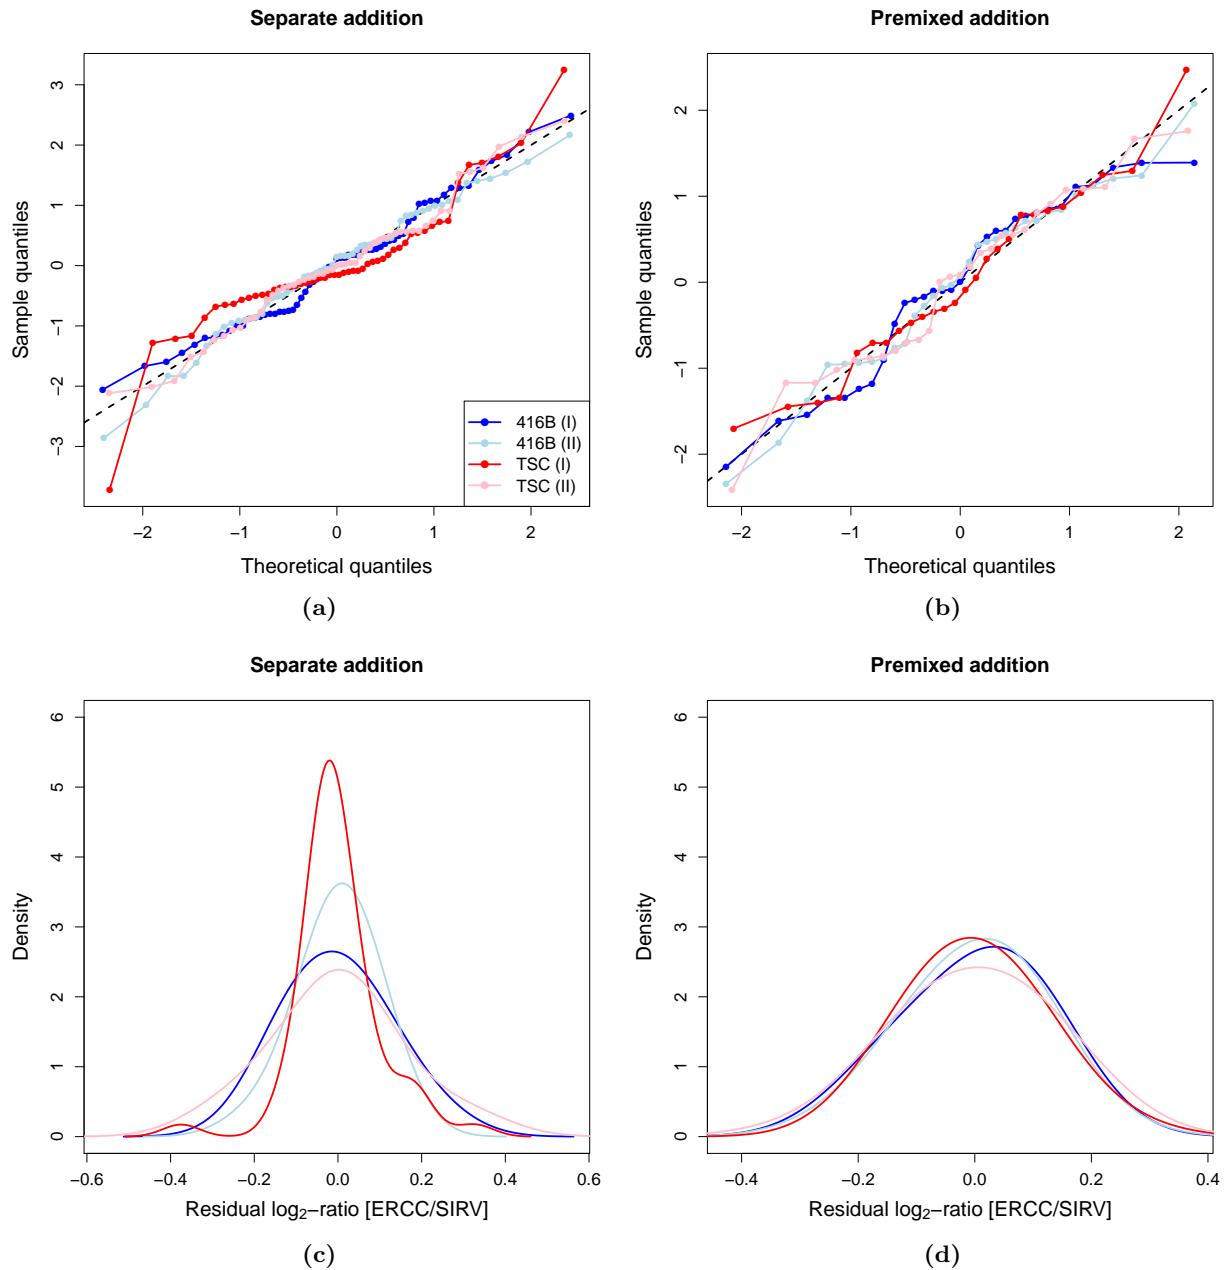 Separate addition
Sample quantiles
3
2
1
0
−1
−2
−3
416B (I)
416B (II)
TSC (I)
TSC (II)
−2 −1 0 1 2
Theoretical quantiles
(a)
Premixed addition
Sample quantiles
2
1
0
−1
−2
−2 −1 0 1 2
Theoretical quantiles
(b)
Separate addition
Density
6
5
4
3
2
1
0
−0.6 −0.4 −0.2 0.0 0.2 0.4 0.6
Residual log₂−ratio [ERCC/SIRV]
(c)
Premixed addition
Density
6
5
4
3
2
1
0
−0.4 −0.2 0.0 0.2 0.4
Residual log₂−ratio [ERCC/SIRV]
(d)